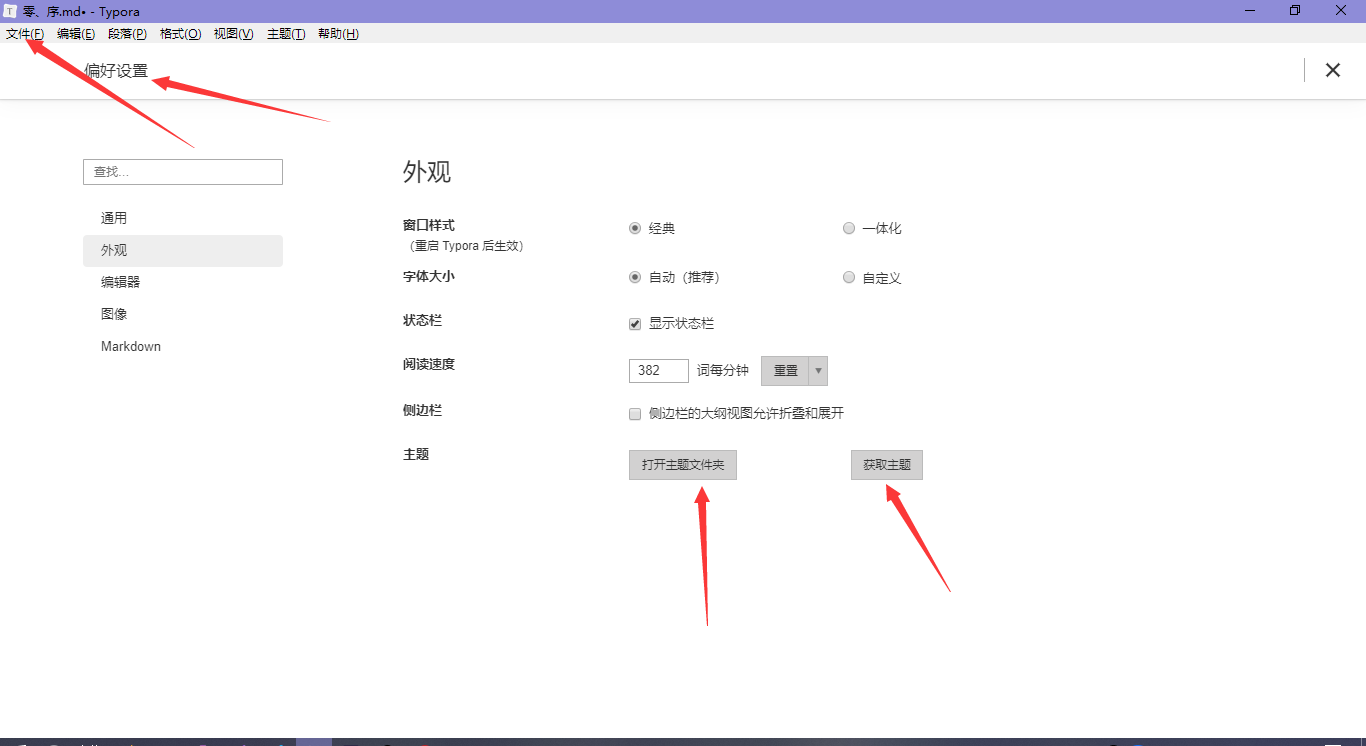 零、序.md• - Typora
文件(F) 编辑(E) 段落(P) 格式(O) 视图(V) 主题(T) 帮助(H)
偏好设置
查找...
通用
外观
编辑器
图像
Markdown
外观
窗口样式
（重启 Typora 后生效）
经典 一体化
字体大小 自动（推荐） 自定义
状态栏 显示状态栏
阅读速度 382 词每分钟 重置
侧边栏 侧边栏的大纲视图允许折叠和展开
主题 打开主题文件夹 获取主题